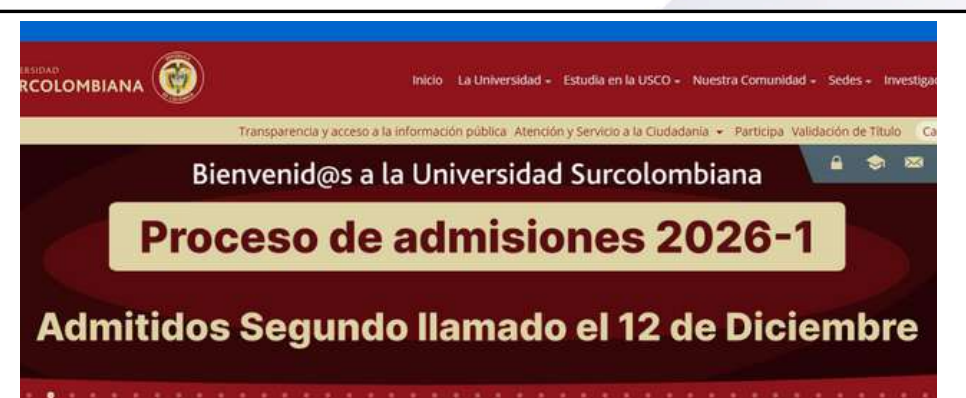 RCOLOMBIANA
Inicio La Universidad Estudia en la USCO Nuestra Comunidad Sedes Investigac
Transparencia y acceso a la información pública Atención y Servicio a la Ciudadanía Participa Validación de Título Ca
Bienvenid@s a la Universidad Surcolombiana
Proceso de admisiones 2026-1
Admitidos Segundo llamado el 12 de Diciembre